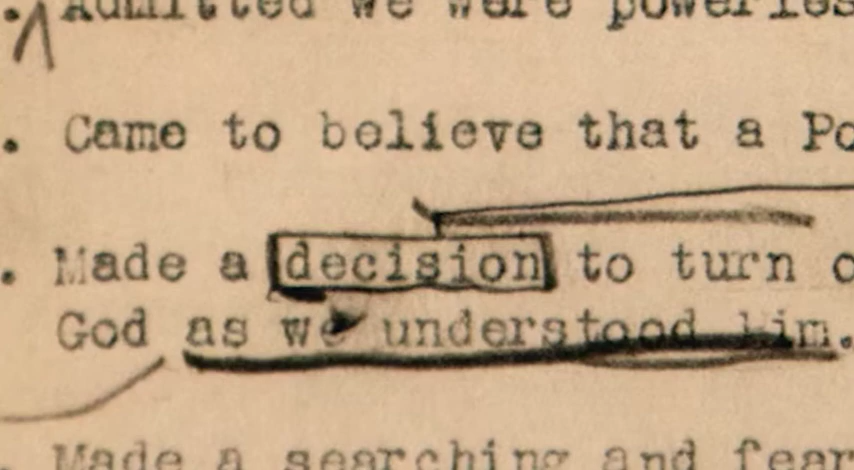 . Admitted we were powerles
. Came to believe that a Po
. Made a decision to turn o
God as we understood Him.
. Made a searching and fear